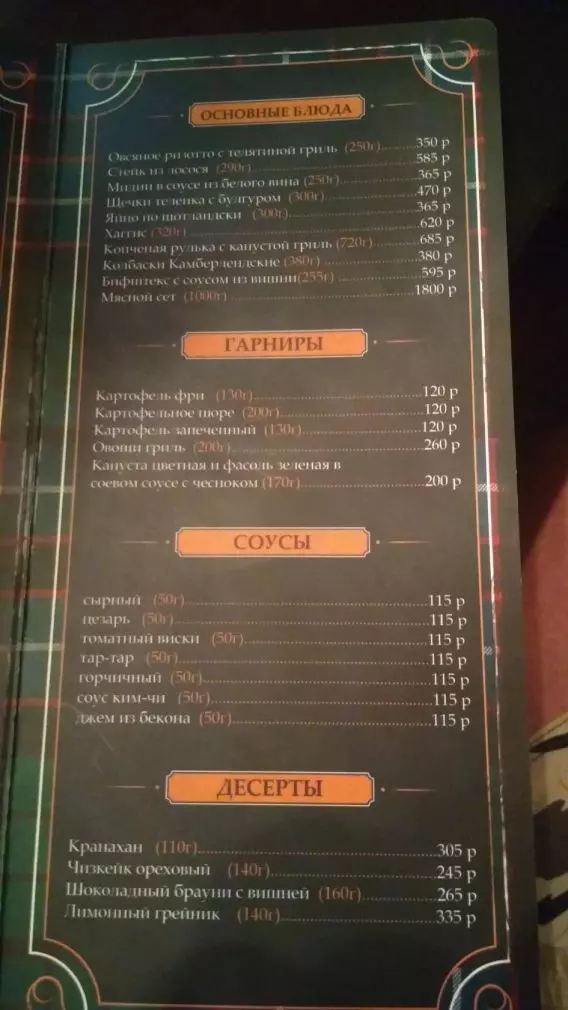 ОСНОВНЫЕ БЛЮДА
Овсяное ризотто с телятиной гриль (250г) 350 р
Стейк из лосося (290г) 585 р
Мидии в соусе из белого вина (250г) 365 р
Щечки теленка с булгуром (300г) 470 р
Яйцо по шотландски (300г) 365 р
Хаггис (320г) 620 р
Копченая рулька с капустой гриль (720г) 685 р
Колбаски Камберлендские (380г) 380 р
Бифштекс с соусом из вишни(255г) 595 р
Мясной сет (1000г) 1800 р
ГАРНИРЫ
Картофель фри (130г) 120 р
Картофельное пюре (200г) 120 р
Картофель запеченный (130г) 120 р
Овощи гриль (200г) 260 р
Капуста цветная и фасоль зеленая в
соевом соусе с чесноком (170г) 200 р
СОУСЫ
сырный (50г) 115 р
цезарь (50г) 115 р
томатный виски (50г) 115 р
тар-тар (50г) 115 р
горчичный (50г) 115 р
соус ким-чи (50г) 115 р
джем из бекона (50г) 115 р
ДЕСЕРТЫ
Кранахан (110г) 305 р
Чизкейк ореховый (140г) 245 р
Шоколадный брауни с вишней (160г) 265 р
Лимонный грейник (140г) 335 р